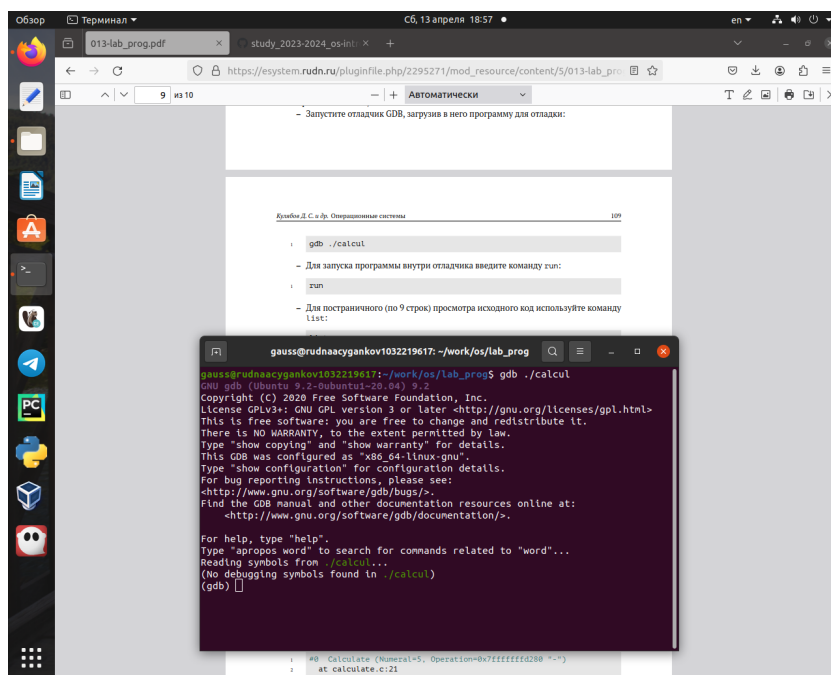 Обзор
Терминал
Сб, 13 апреля 18:57
en
013-lab_prog.pdf
study_2023-2024_os-int
https://esystem.rudn.ru/pluginfile.php/2295271/mod_resource/content/5/013-lab_pro
9 из 10
Автоматически
– Запустите отладчик GDB, загрузив в него программу для отладки:
Кулябов Д. С. и др. Операционные системы 109
1 gdb ./calcul
– Для запуска программы внутри отладчика введите команду run:
1 run
– Для постраничного (по 9 строк) просмотра исходного код используйте команду
list:
gauss@rudnaacygankov1032219617: ~/work/os/lab_prog
gauss@rudnaacygankov1032219617:~/work/os/lab_prog$ gdb ./calcul
GNU gdb (Ubuntu 9.2-0ubuntu1~20.04) 9.2
Copyright (C) 2020 Free Software Foundation, Inc.
License GPLv3+: GNU GPL version 3 or later <http://gnu.org/licenses/gpl.html>
This is free software: you are free to change and redistribute it.
There is NO WARRANTY, to the extent permitted by law.
Type "show copying" and "show warranty" for details.
This GDB was configured as "x86_64-linux-gnu".
Type "show configuration" for configuration details.
For bug reporting instructions, please see:
<http://www.gnu.org/software/gdb/bugs/>.
Find the GDB manual and other documentation resources online at:
<http://www.gnu.org/software/gdb/documentation/>.
For help, type "help".
Type "apropos word" to search for commands related to "word"...
Reading symbols from ./calcul...
(No debugging symbols found in ./calcul)
(gdb)
1 #0 Calculate (Numeral=5, Operation=0x7fffffffd280 "-")
2 at calculate.c:21